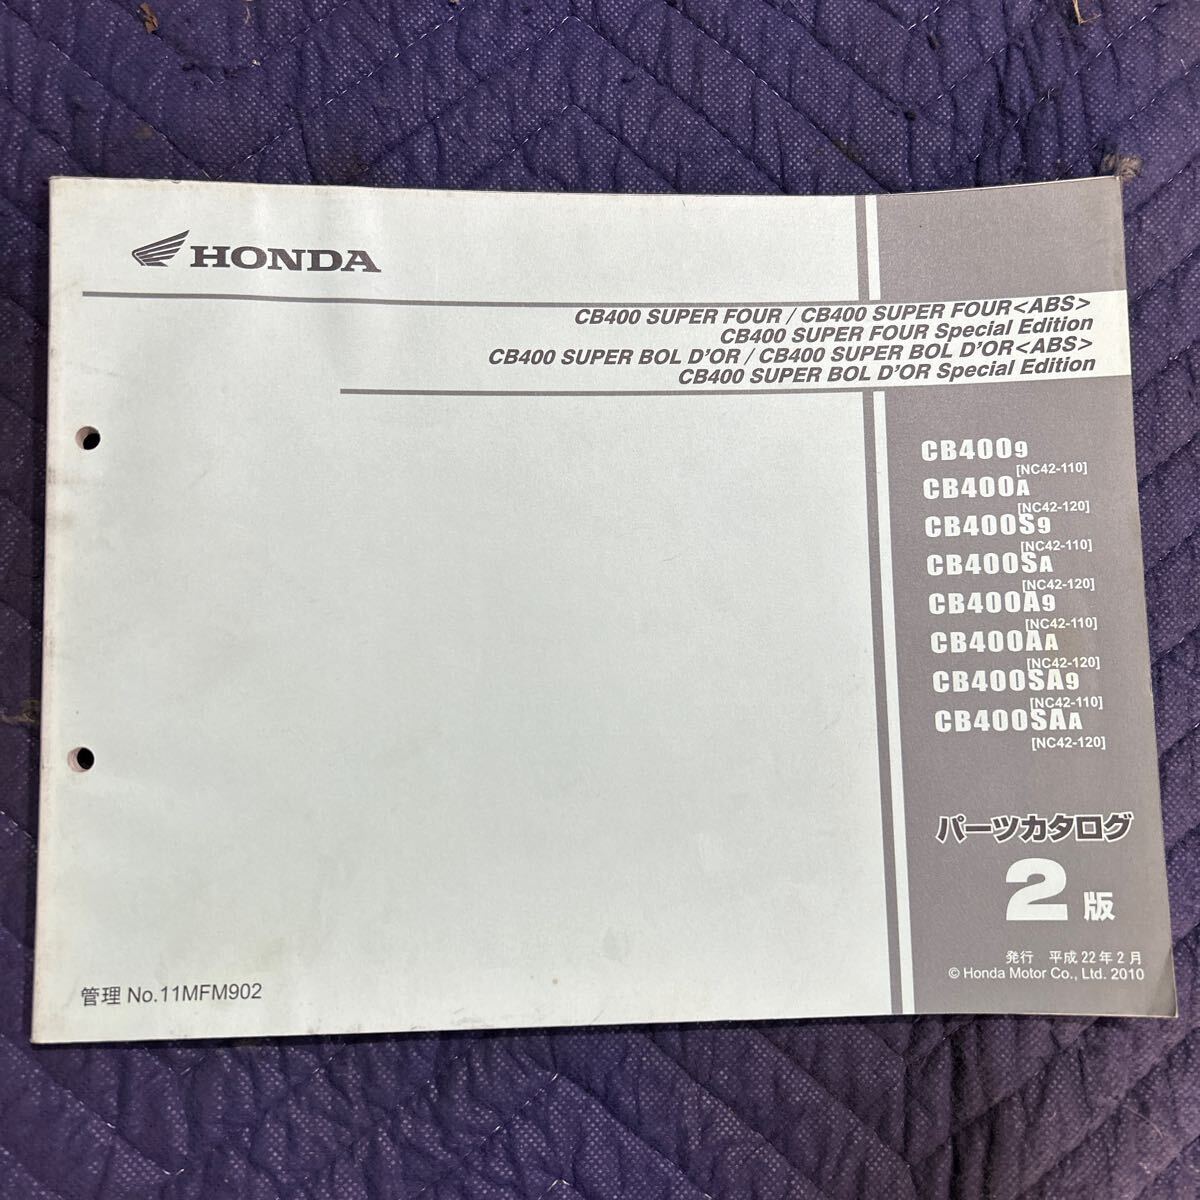 HONDA
CB400 SUPER FOUR / CB400 SUPER FOUR<ABS>
CB400 SUPER FOUR Special Edition
CB400 SUPER BOL D'OR / CB400 SUPER BOL D'OR<ABS>
CB400 SUPER BOL D'OR Special Edition
CB4009
[NC42-110]
CB400A
[NC42-120]
CB400S9
[NC42-110]
CB400SA
[NC42-120]
CB400A9
[NC42-110]
CB400AA
[NC42-120]
CB400SA9
[NC42-110]
CB400SAA
[NC42-120]
パーツカタログ
2版
発行 平成22年2月
© Honda Motor Co., Ltd. 2010
管理 No.11MFM902